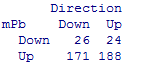 Direction
mPb Down Up
Down 26 24
Up 171 188